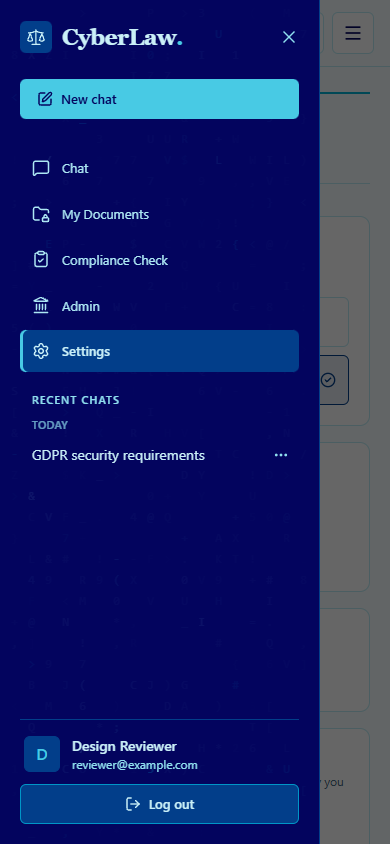 CyberLaw.
New chat
Chat
My Documents
Compliance Check
Admin
Settings
RECENT CHATS
TODAY
GDPR security requirements
Design Reviewer
D
reviewer@example.com
you
Log out